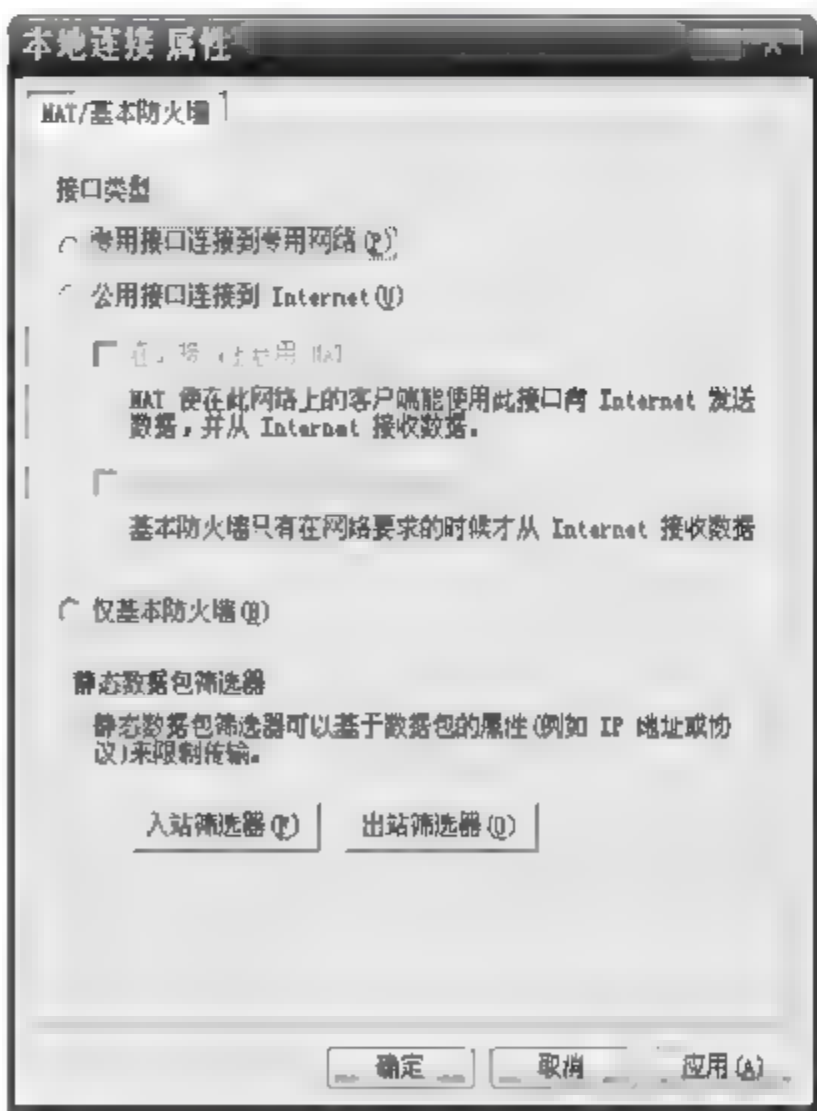 本地连接 属性
NAT/基本防火墙
接口类型
专用接口连接到专用网络(P)
公用接口连接到 Internet(U)
NAT
NAT 使在此网络上的客户端能使用此接口向 Internet 发送
数据,并从 Internet 接收数据。
基本防火墙只有在网络要求的时候才从 Internet 接收数据
仅基本防火墙(B)
静态数据包筛选器
静态数据包筛选器可以基于数据包的属性(例如 IP 地址或协
议)来限制传输。
入站筛选器(F) 出站筛选器(O)
确定 取消 应用(A)